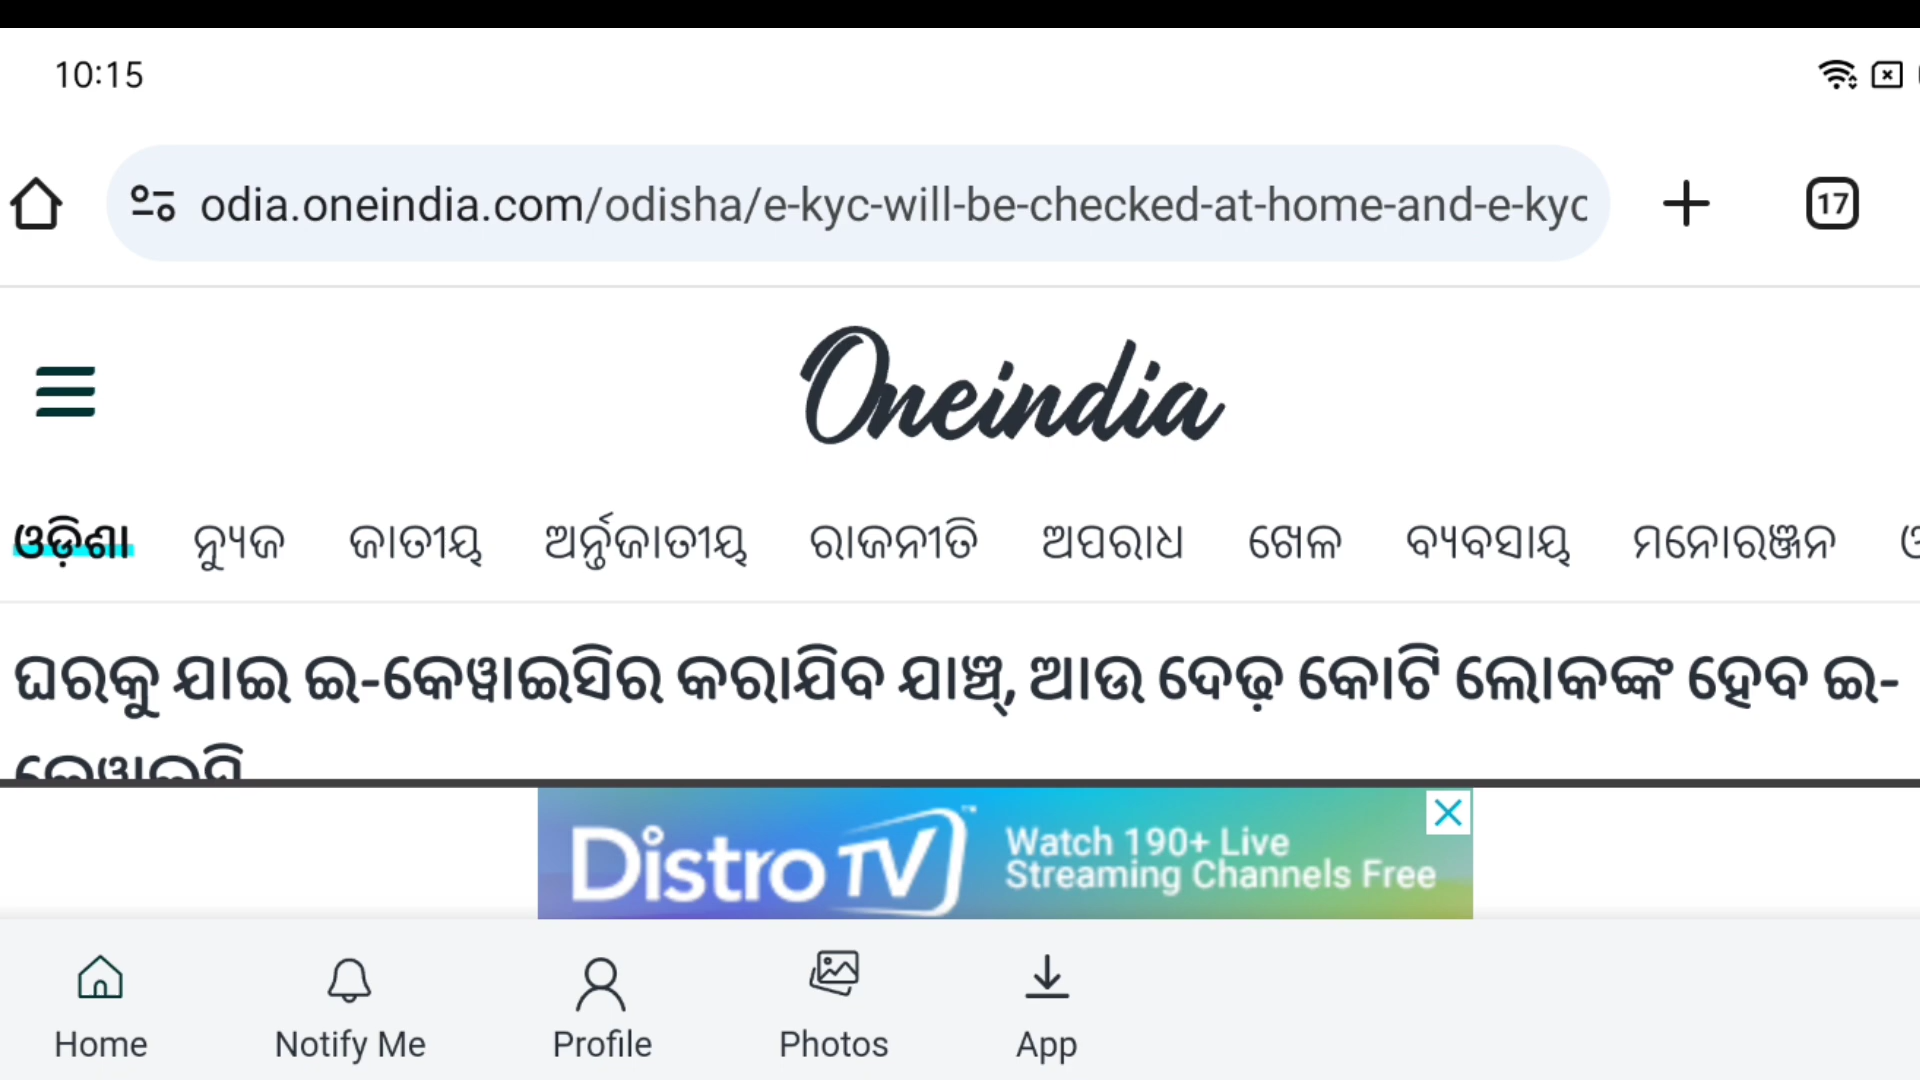 10:15
odia.oneindia.com/odisha/e-kyc-will-be-checked-at-home-and-e-kyc
17
Oneindia
ଓଡ଼ିଶା ନ୍ୟୁଜ ଜାତୀୟ ଅର୍ନ୍ତଜାତୀୟ ରାଜନୀତି ଅପରାଧ ଖେଳ ବ୍ୟବସାୟ ମନୋରଞ୍ଜନ
ଘରକୁ ଯାଇ ଇ-କେୱାଇସିର କରାଯିବ ଯାଞ୍ଚ, ଆଉ ଦେଢ଼ କୋଟି ଲୋକଙ୍କ ହେବ ଇ-
Distro TV™
Watch 190+ Live
Streaming Channels Free
Home Notify Me Profile Photos App